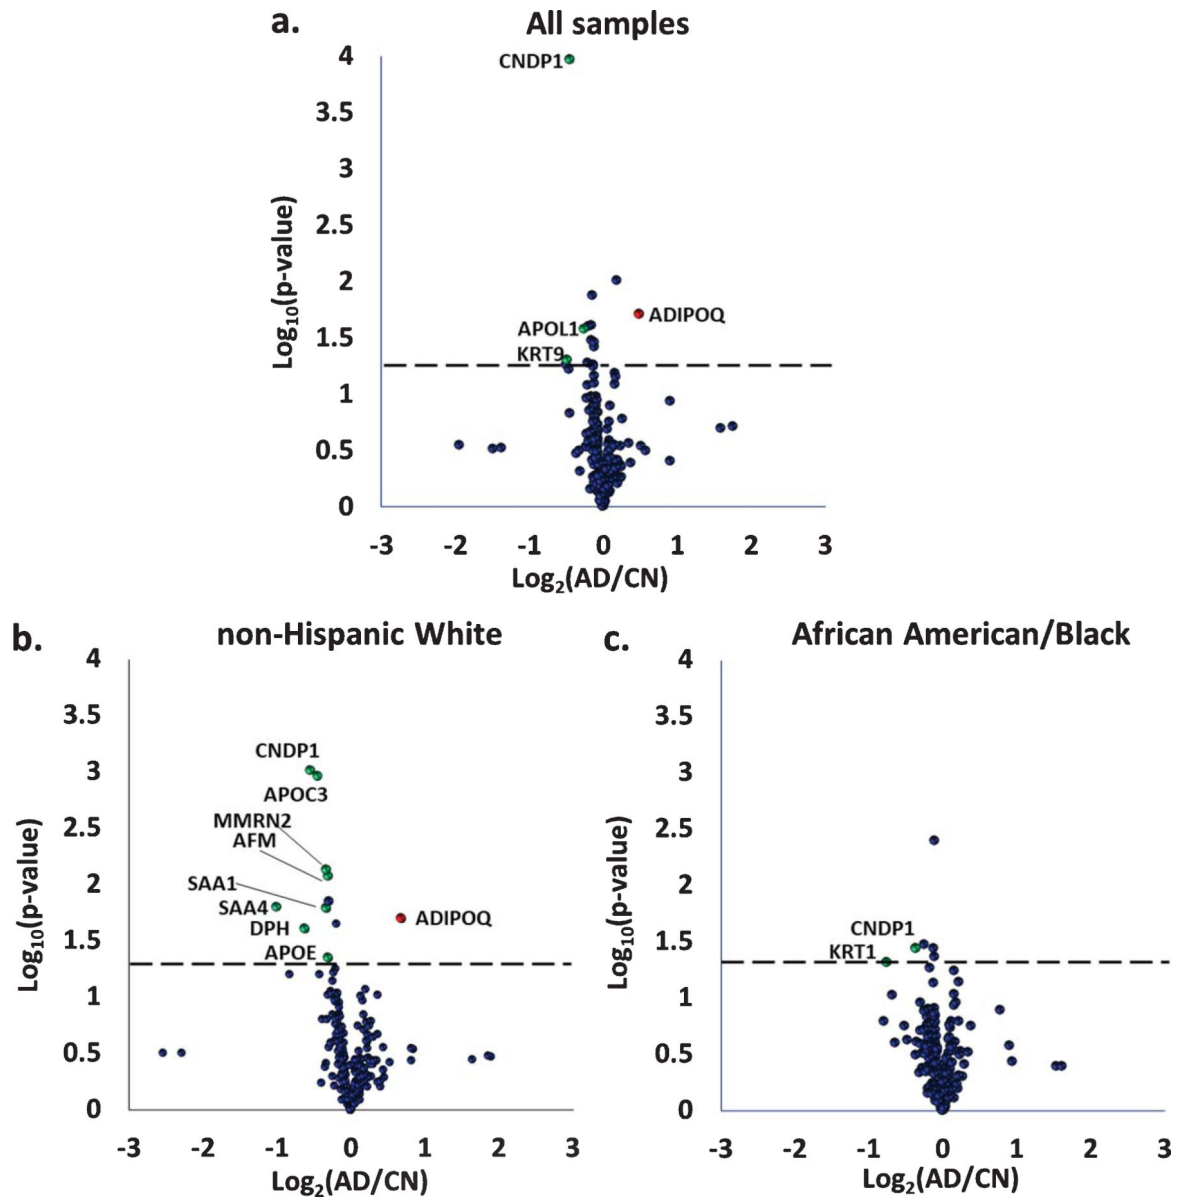 a. All samples
4
CNDP1
3.5
3
2.5
2
ADIPOQ
1.5
APOL1
KRT9
1
0.5
0
Log10(p-value)
-3 -2 -1 0 1 2 3
Log2(AD/CN)
b. non-Hispanic White
4
3.5
CNDP1
3
APOC3
MMRN2
2.5
AFM
2
SAA1
SAA4
ADIPOQ
DPH
1.5
APOE
1
0.5
0
Log10(p-value)
-3 -2 -1 0 1 2 3
Log2(AD/CN)
c. African American/Black
4
3.5
3
2.5
2
1.5
CNDP1
KRT1
1
0.5
0
Log10(p-value)
-3 -2 -1 0 1 2 3
Log2(AD/CN)